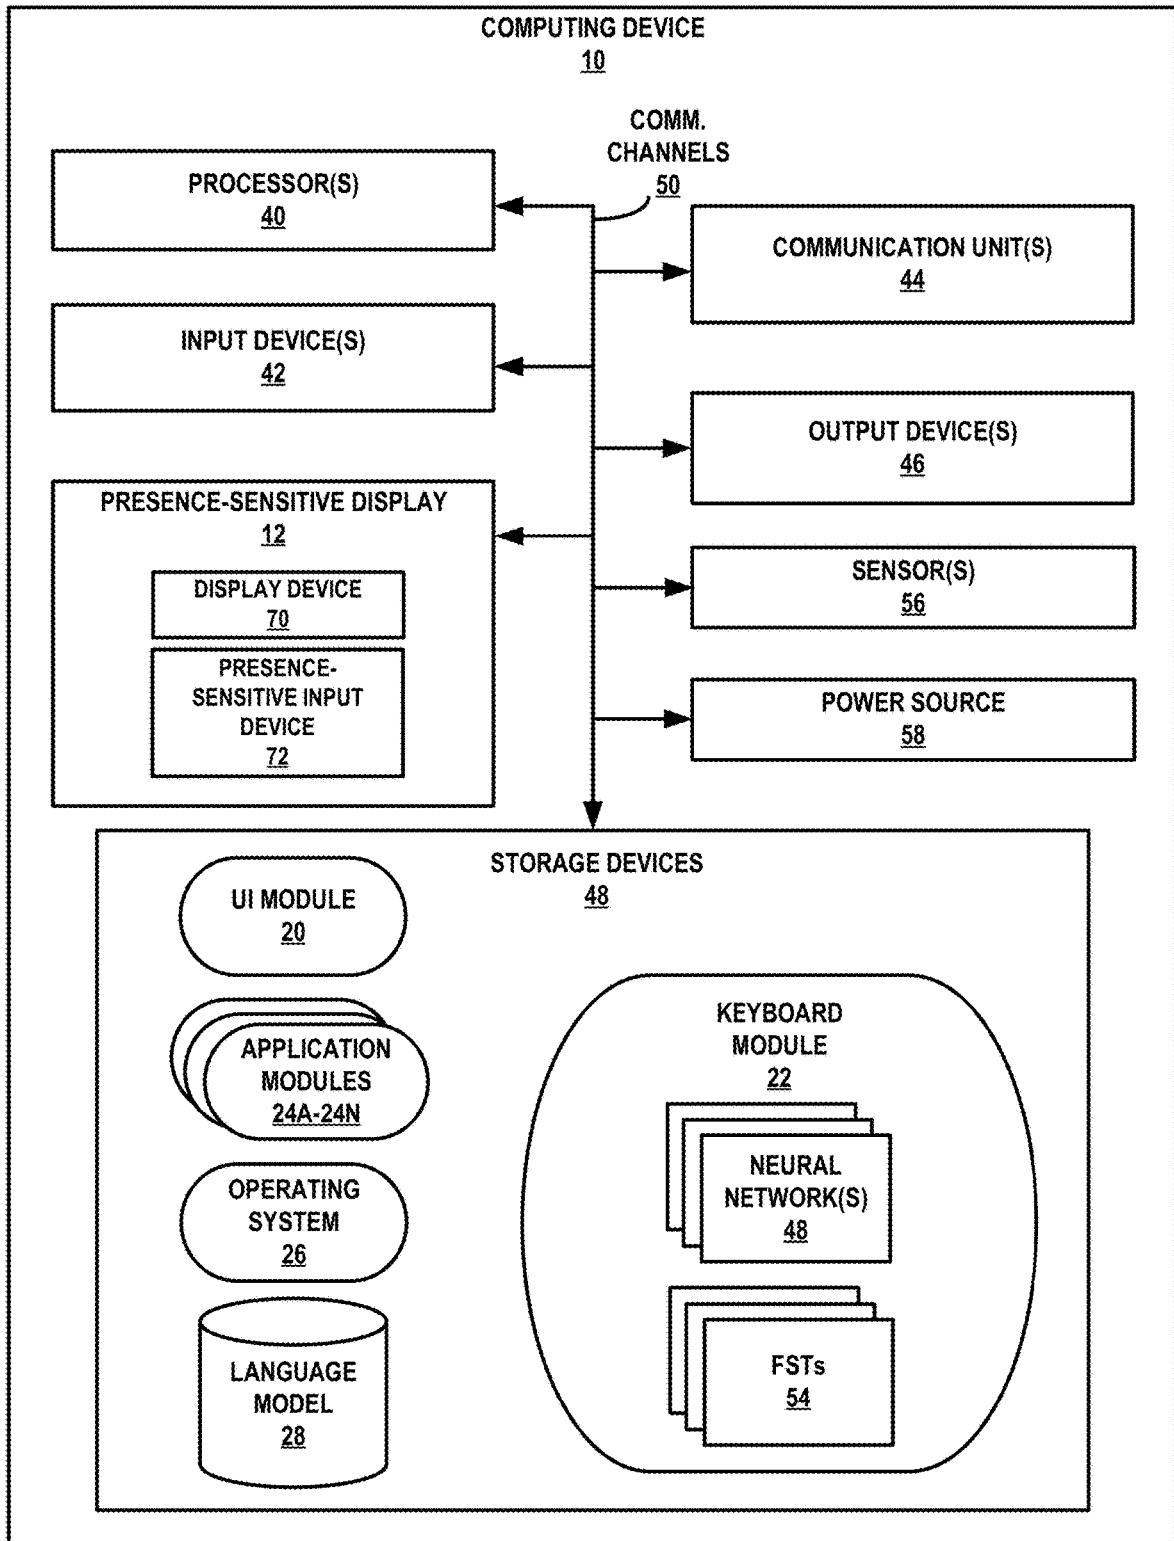 COMPUTING DEVICE
10
COMM.
CHANNELS
50
PROCESSOR(S)
40
COMMUNICATION UNIT(S)
44
INPUT DEVICE(S)
42
OUTPUT DEVICE(S)
46
PRESENCE-SENSITIVE DISPLAY
12
DISPLAY DEVICE
70
PRESENCE-
SENSITIVE INPUT
DEVICE
72
SENSOR(S)
56
POWER SOURCE
58
STORAGE DEVICES
48
UI MODULE
20
APPLICATION
MODULES
24A-24N
OPERATING
SYSTEM
26
LANGUAGE
MODEL
28
KEYBOARD
MODULE
22
NEURAL
NETWORK(S)
48
FSTs
54